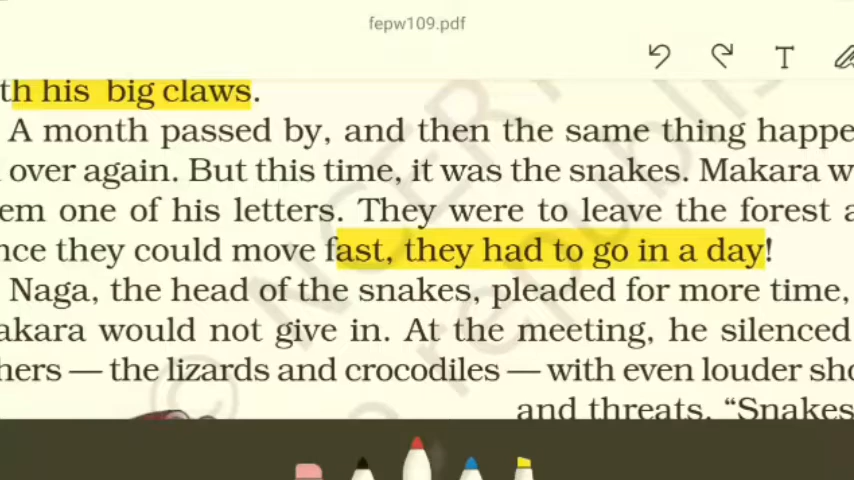 fepw109.pdf
T
th his big claws.
A month passed by, and then the same thing happe
over again. But this time, it was the snakes. Makara w
em one of his letters. They were to leave the forest a
nce they could move fast, they had to go in a day!
Naga, the head of the snakes, pleaded for more time,
akara would not give in. At the meeting, he silenced
hers — the lizards and crocodiles — with even louder sho
and threats. “Snakes
© NCERT
republis